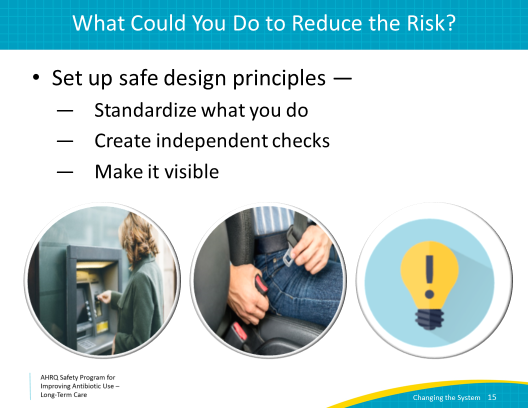 What Could You Do to Reduce the Risk?
• Set up safe design principles —
— Standardize what you do
— Create independent checks
— Make it visible
AHRQ Safety Program for
Improving Antibiotic Use –
Long-Term Care
Changing the System 15